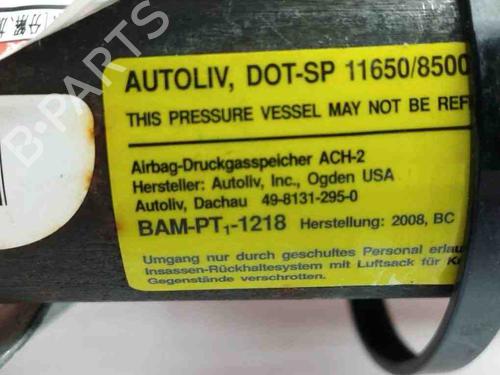 AUTOLIV, DOT-SP 11650/8500
THIS PRESSURE VESSEL MAY NOT BE REF
Airbag-Druckgasspeicher ACH-2
Hersteller: Autoliv, Inc., Ogden USA
Autoliv, Dachau 49-8131-295-0
BAM-PT₁-1218 Herstellung: 2008, BC
Umgang nur durch geschultes Personal erlau
Insassen-Rückhaltesystem mit Luftsack für
Gegenstände verschrotten.
B-PARTS